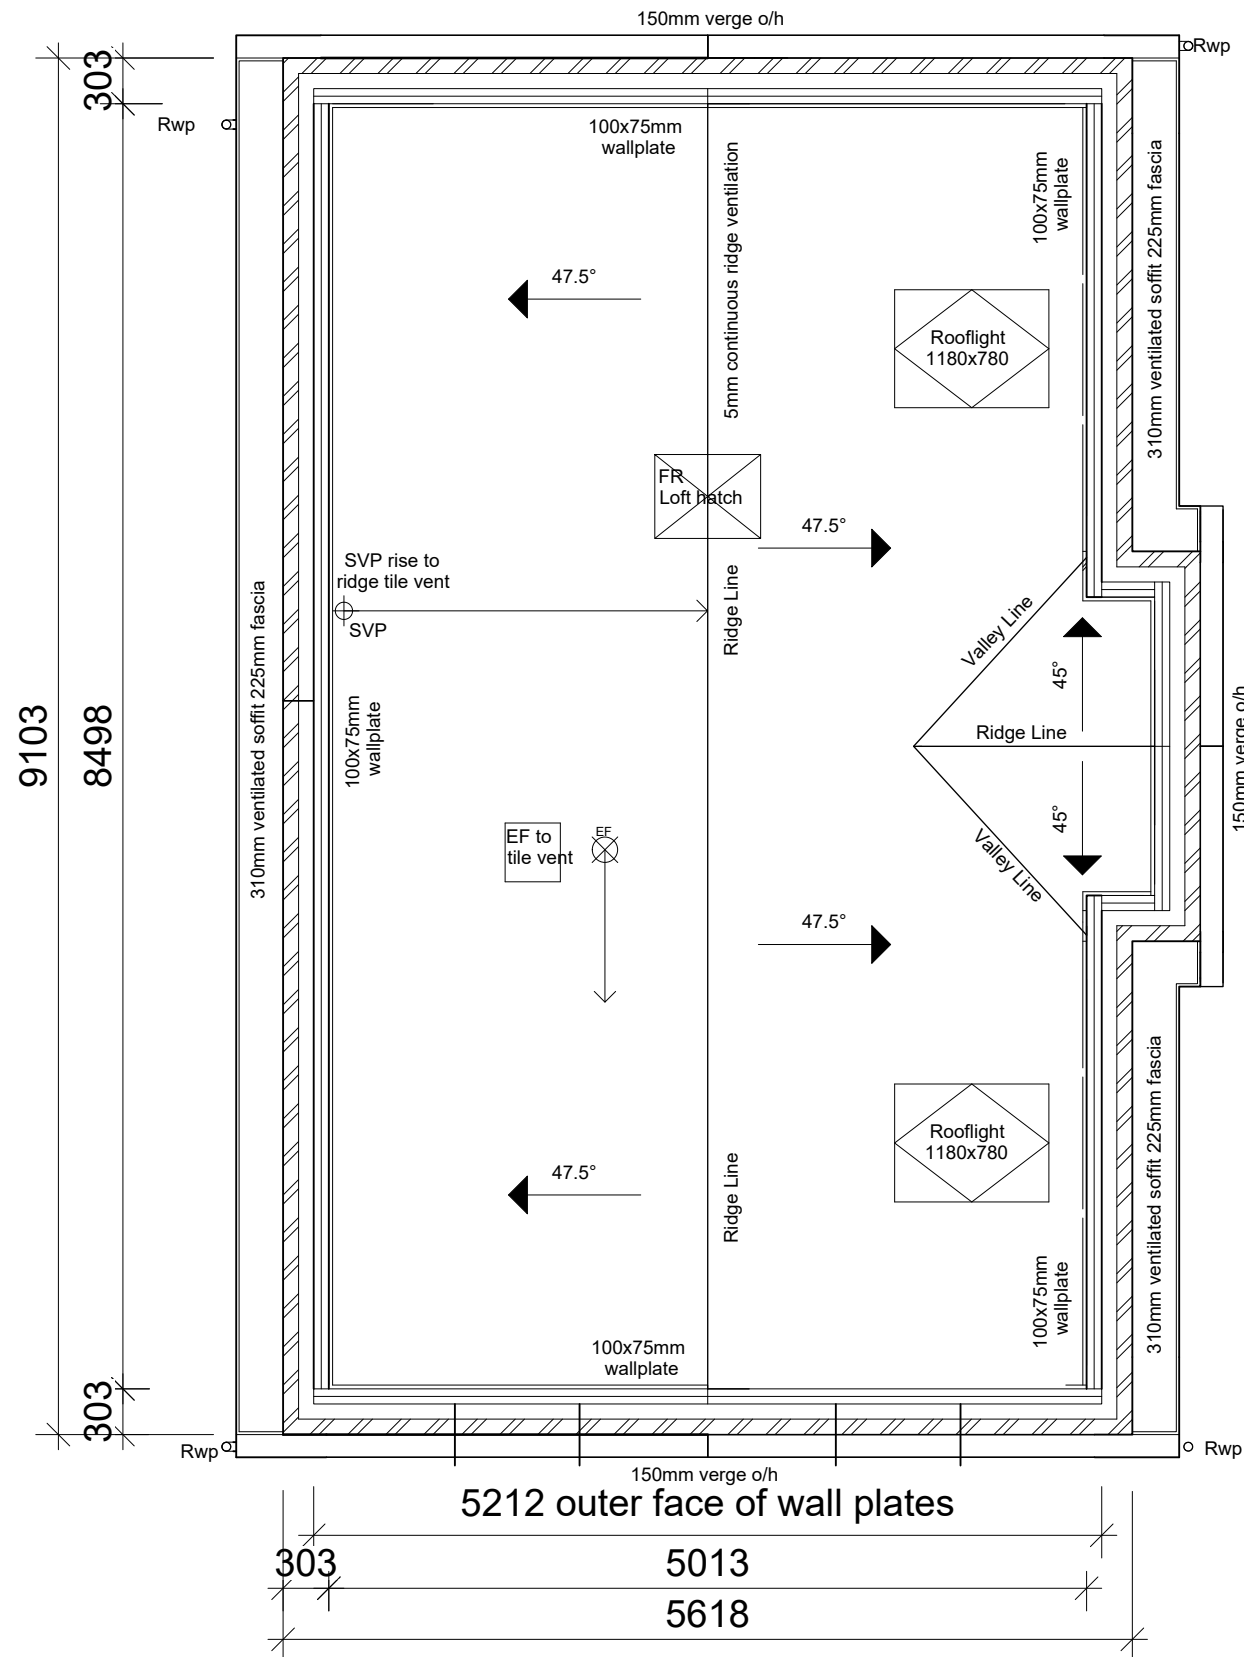 150mm verge o/h
Rwp
303
Rwp
100x75mm
wallplate
5mm continuous ridge ventilation
100x75mm
wallplate
310mm ventilated soffit 225mm fascia
47.5°
Rooflight
1180x780
FR
Loft hatch
47.5°
SVP rise to
ridge tile vent
SVP
Ridge Line
Valley Line
45°
310mm ventilated soffit 225mm fascia
100x75mm
wallplate
9103
8498
Ridge Line
150mm verge o/h
45°
Valley Line
EF to
tile vent
EF
47.5°
Rooflight
1180x780
47.5°
Ridge Line
310mm ventilated soffit 225mm fascia
100x75mm
wallplate
100x75mm
wallplate
303
Rwp
Rwp
150mm verge o/h
5212 outer face of wall plates
303
5013
5618